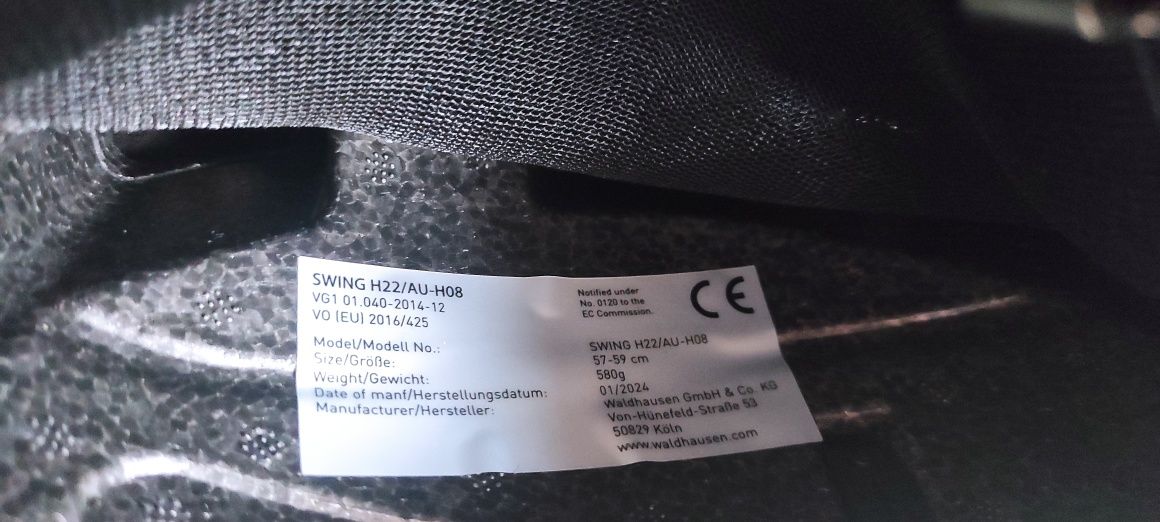 SWING H22/AU-H08
VG1 01.040-2014-12
VO (EU) 2016/425
Notified under
No. 0120 to the
EC Commission.
CE
Model/Modell No.: SWING H22/AU-H08
Size/Größe: 57-59 cm
Weight/Gewicht: 580g
Date of manf/Herstellungsdatum: 01/2024
Manufacturer/Hersteller: Waldhausen GmbH & Co. KG
Von-Hünefeld-Straße 53
50829 Köln
www.waldhausen.com